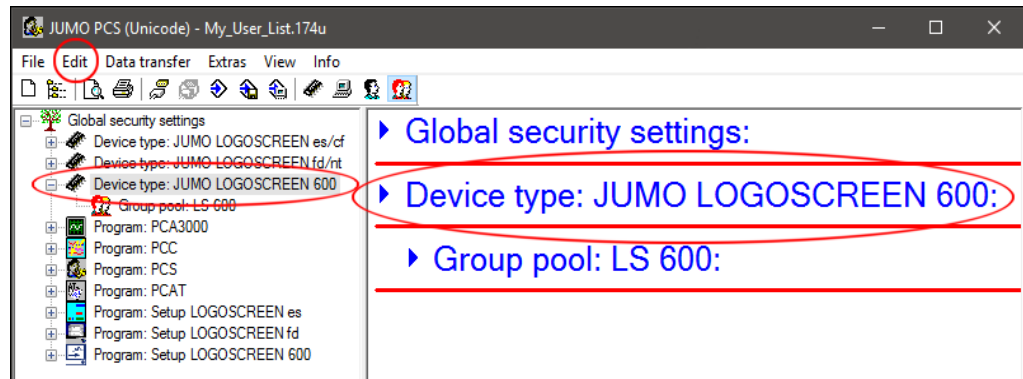 JUMO PCS (Unicode) - My_User_List.174u
File Edit Data transfer Extras View Info
Global security settings
Device type: JUMO LOGOSCREEN es/cf
Device type: JUMO LOGOSCREEN fd/nt
Device type: JUMO LOGOSCREEN 600
Group pool: LS 600
Program: PCA3000
Program: PCC
Program: PCS
Program: PCAT
Program: Setup LOGOSCREEN es
Program: Setup LOGOSCREEN fd
Program: Setup LOGOSCREEN 600
Global security settings:
Device type: JUMO LOGOSCREEN 600:
Group pool: LS 600: